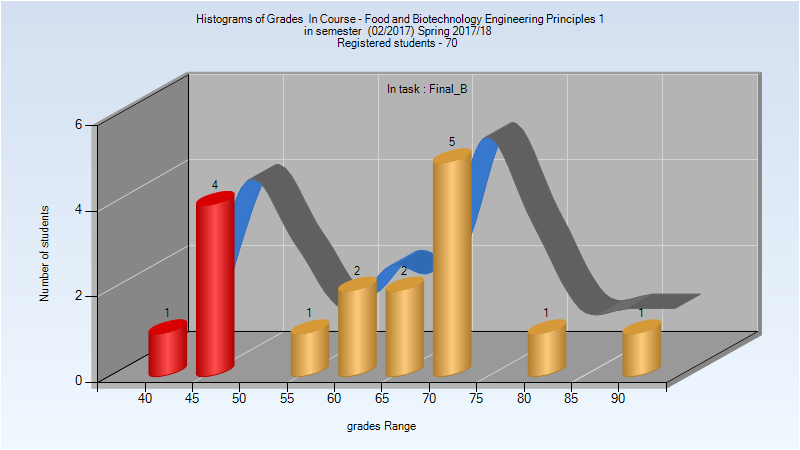 Histograms of Grades  In Course - Food and Biotechnology Engineering Principles 1
in semester  (02/2017) Spring 2017/18
Registered students - 70
In task : Final_B
Number of students
6
4
2
0
1
4
1
2
2
5
1
1
40 45 50 55 60 65 70 75 80 85 90
grades Range